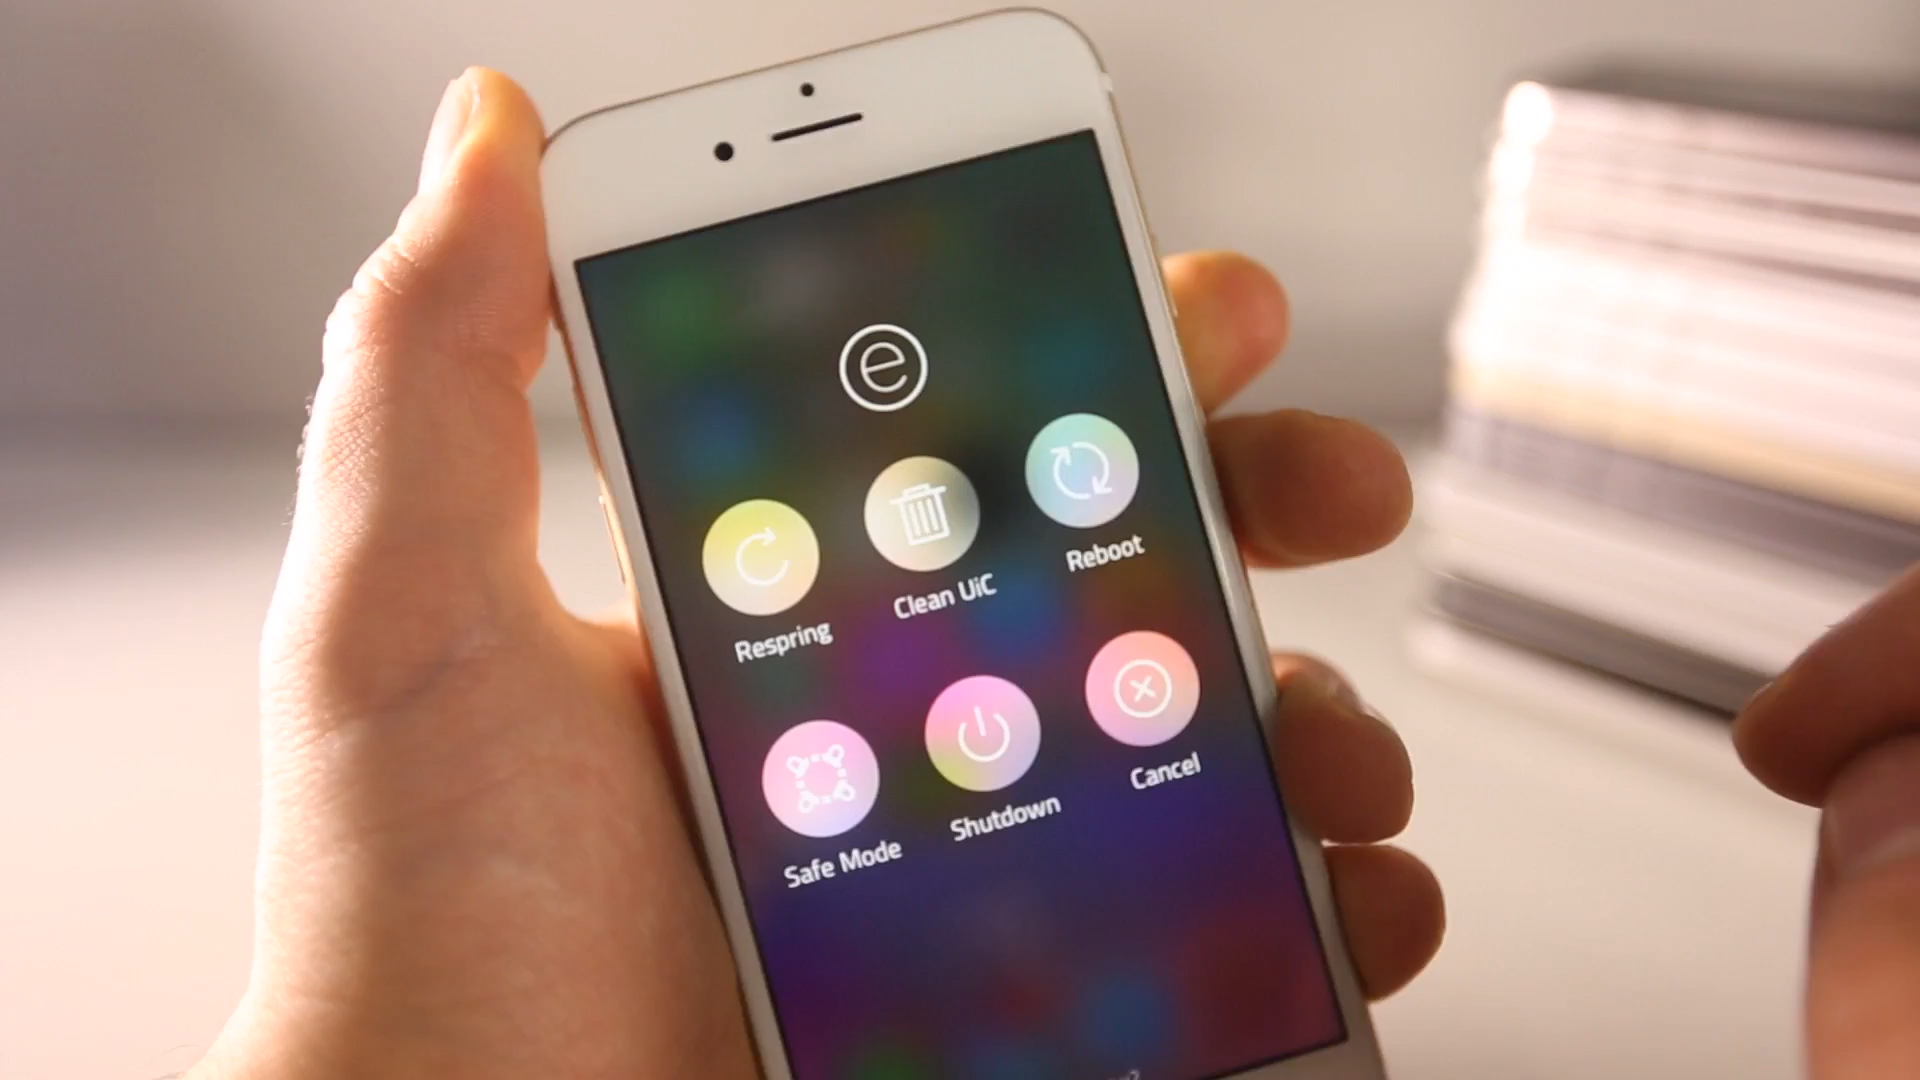 e
Respring
Clean UiC
Reboot
Safe Mode
Shutdown
Cancel